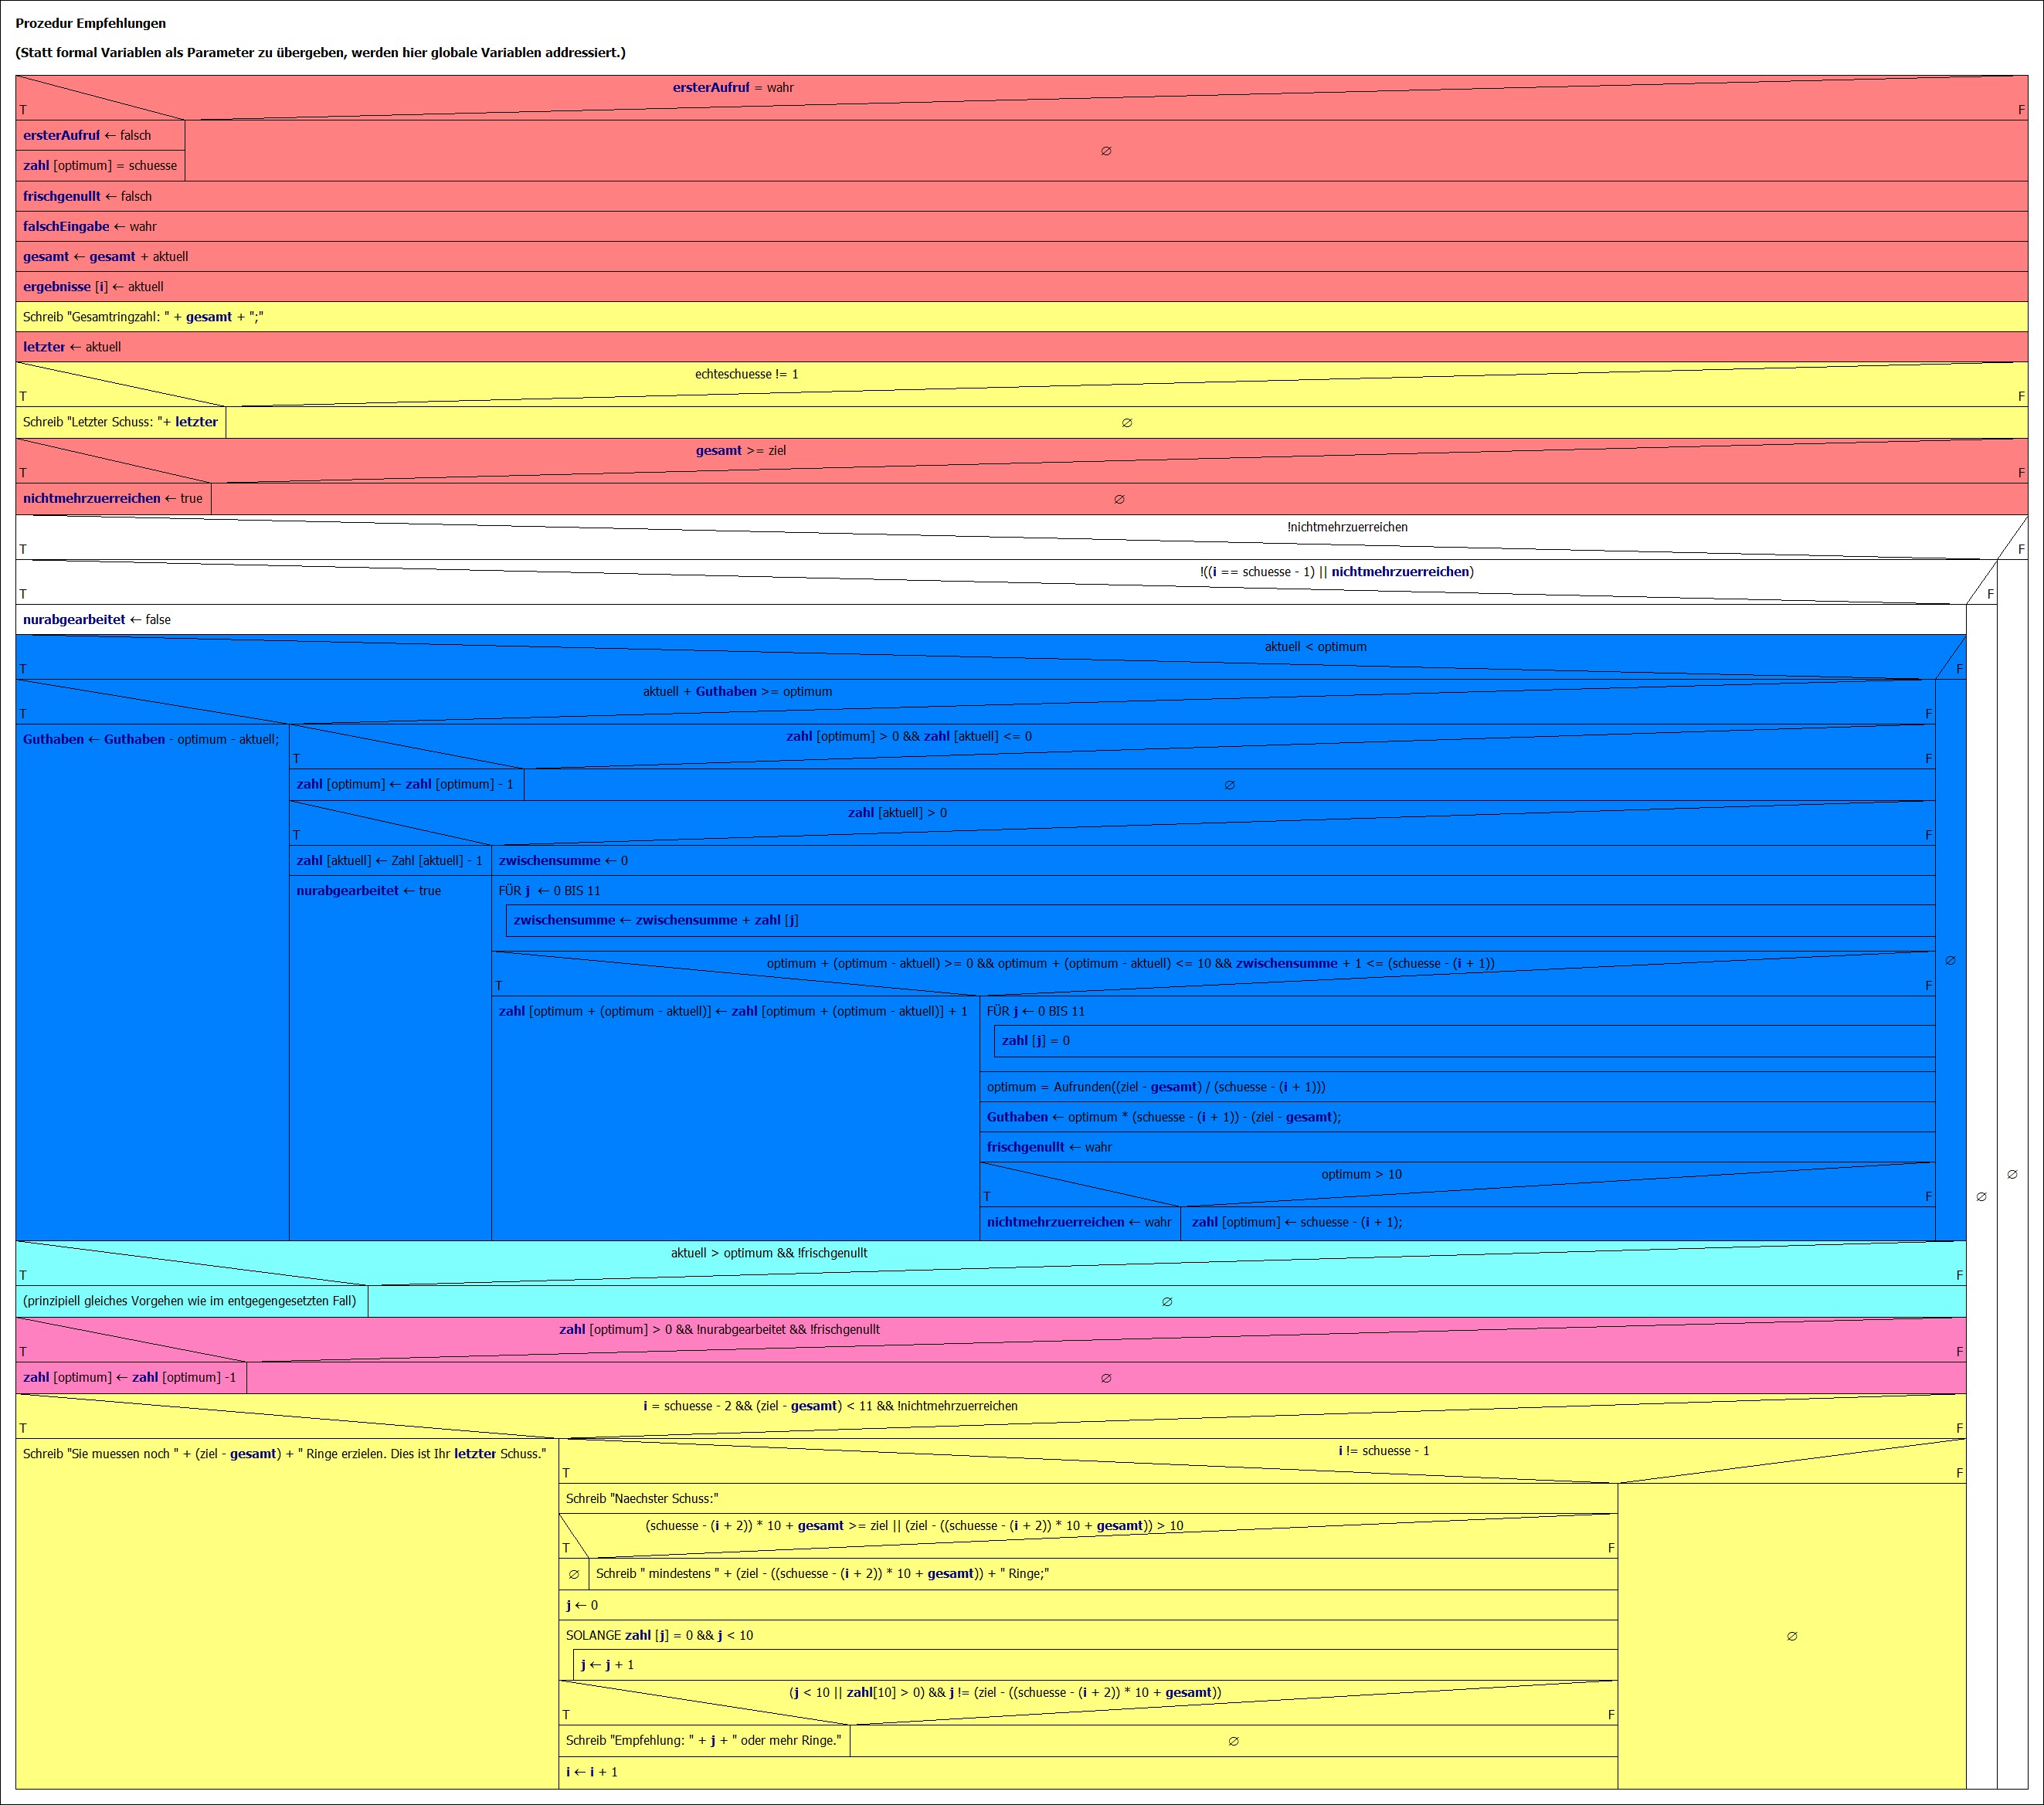 Prozedur Empfehlungen
(Statt formal Variablen als Parameter zu übergeben, werden hier globale Variablen addressiert.)
ersterAufruf = wahr
T
F
ersterAufruf ← falsch
∅
zahl [optimum] = schuesse
frischgenullt ← falsch
falschEingabe ← wahr
gesamt ← gesamt + aktuell
ergebnisse [i] ← aktuell
Schreib "Gesamtringzahl: " + gesamt + ";"
letzter ← aktuell
echteschuesse != 1
T
F
Schreib "Letzter Schuss: "+ letzter
∅
gesamt >= ziel
T
F
nichtmehrzuerreichen ← true
∅
!nichtmehrzuerreichen
T
F
!((i == schuesse - 1) || nichtmehrzuerreichen)
T
F
nurabgearbeitet ← false
aktuell < optimum
T
F
aktuell + Guthaben >= optimum
T
F
Guthaben ← Guthaben - optimum - aktuell;
zahl [optimum] > 0 && zahl [aktuell] <= 0
T
F
zahl [optimum] ← zahl [optimum] - 1
∅
zahl [aktuell] > 0
T
F
zahl [aktuell] ← Zahl [aktuell] - 1
zwischensumme ← 0
nurabgearbeitet ← true
FÜR j ← 0 BIS 11
zwischensumme ← zwischensumme + zahl [j]
optimum + (optimum - aktuell) >= 0 && optimum + (optimum - aktuell) <= 10 && zwischensumme + 1 <= (schuesse - (i + 1))
∅
T
F
zahl [optimum + (optimum - aktuell)] ← zahl [optimum + (optimum - aktuell)] + 1
FÜR j ← 0 BIS 11
zahl [j] = 0
optimum = Aufrunden((ziel - gesamt) / (schuesse - (i + 1)))
Guthaben ← optimum * (schuesse - (i + 1)) - (ziel - gesamt);
frischgenullt ← wahr
optimum > 10
∅
T
F
∅
nichtmehrzuerreichen ← wahr
zahl [optimum] ← schuesse - (i + 1);
aktuell > optimum && !frischgenullt
T
F
(prinzipiell gleiches Vorgehen wie im entgegengesetzten Fall)
∅
zahl [optimum] > 0 && !nurabgearbeitet && !frischgenullt
T
F
zahl [optimum] ← zahl [optimum] -1
∅
i = schuesse - 2 && (ziel - gesamt) < 11 && !nichtmehrzuerreichen
T
F
Schreib "Sie muessen noch " + (ziel - gesamt) + " Ringe erzielen. Dies ist Ihr letzter Schuss."
i != schuesse - 1
T
F
Schreib "Naechster Schuss:"
(schuesse - (i + 2)) * 10 + gesamt >= ziel || (ziel - ((schuesse - (i + 2)) * 10 + gesamt)) > 10
T
F
∅
Schreib " mindestens " + (ziel - ((schuesse - (i + 2)) * 10 + gesamt)) + " Ringe;"
j ← 0
SOLANGE zahl [j] = 0 && j < 10
∅
j ← j + 1
(j < 10 || zahl[10] > 0) && j != (ziel - ((schuesse - (i + 2)) * 10 + gesamt))
T
F
Schreib "Empfehlung: " + j + " oder mehr Ringe."
∅
i ← i + 1